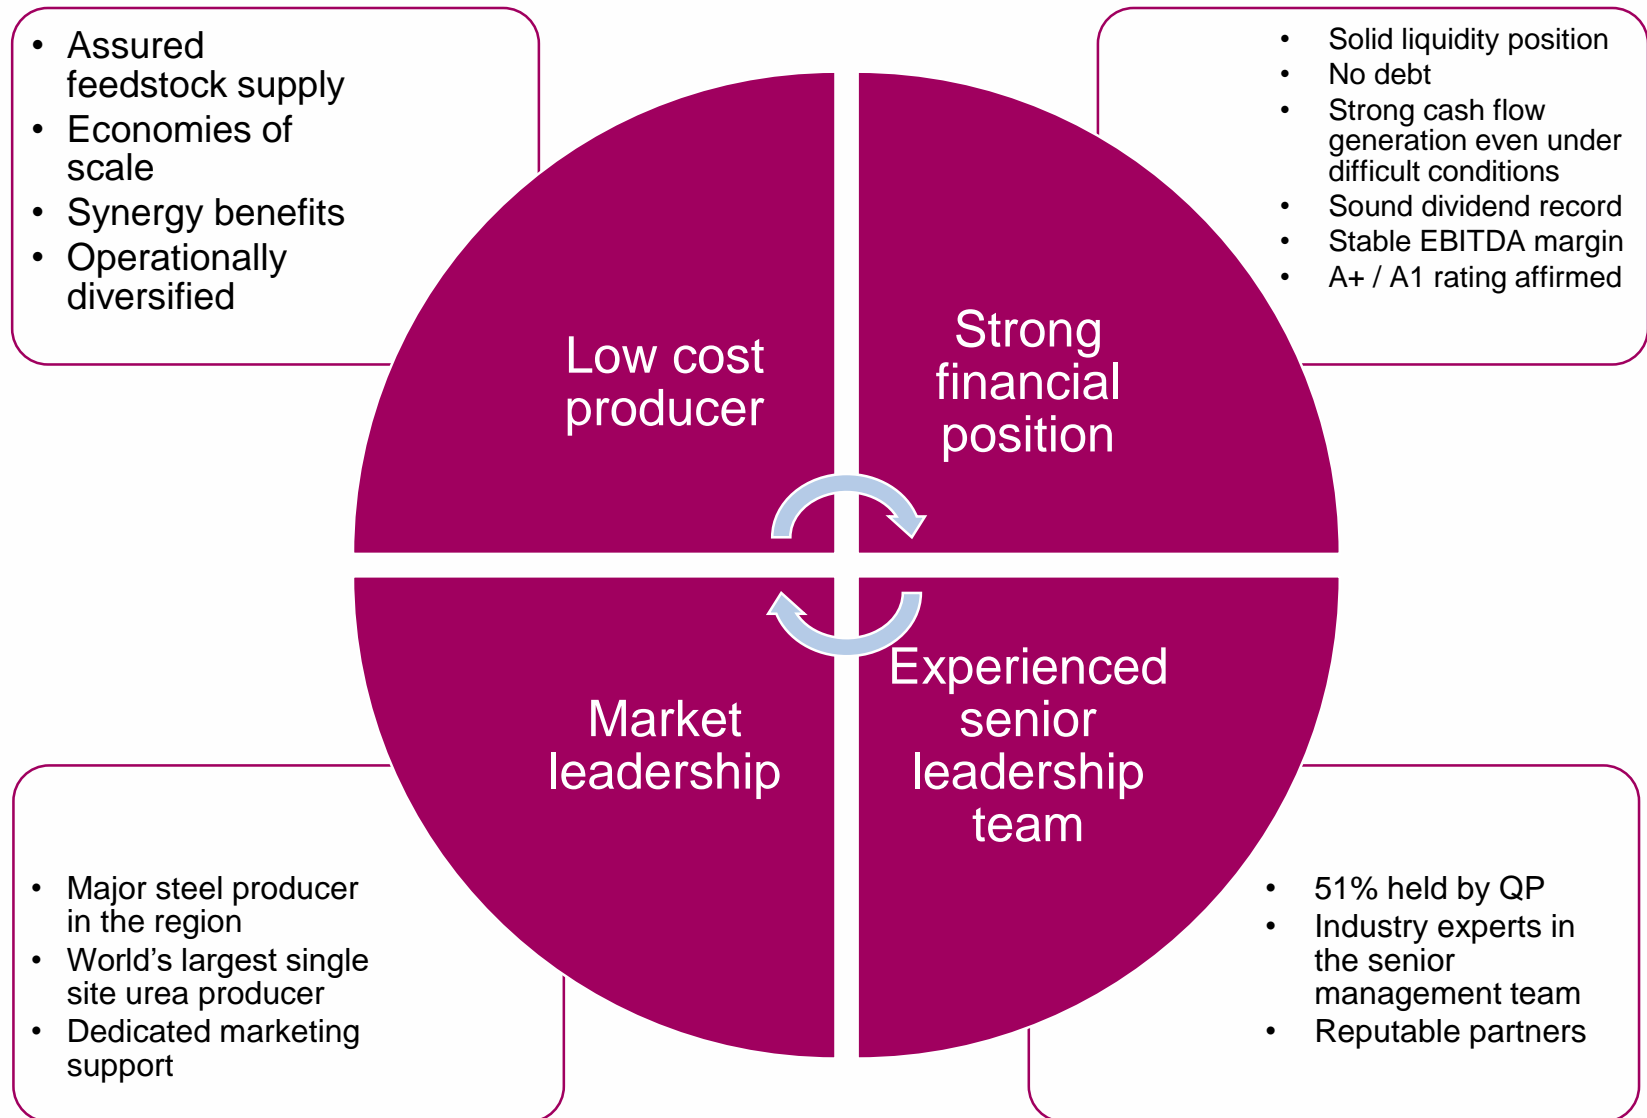 • Assured
feedstock supply
• Economies of
scale
• Synergy benefits
• Operationally
diversified
• Solid liquidity position
• No debt
• Strong cash flow
generation even under
difficult conditions
• Sound dividend record
• Stable EBITDA margin
• A+ / A1 rating affirmed
Low cost
producer
Strong
financial
position
Market
leadership
Experienced
senior
leadership
team
• Major steel producer
in the region
• World’s largest single
site urea producer
• Dedicated marketing
support
• 51% held by QP
• Industry experts in
the senior
management team
• Reputable partners